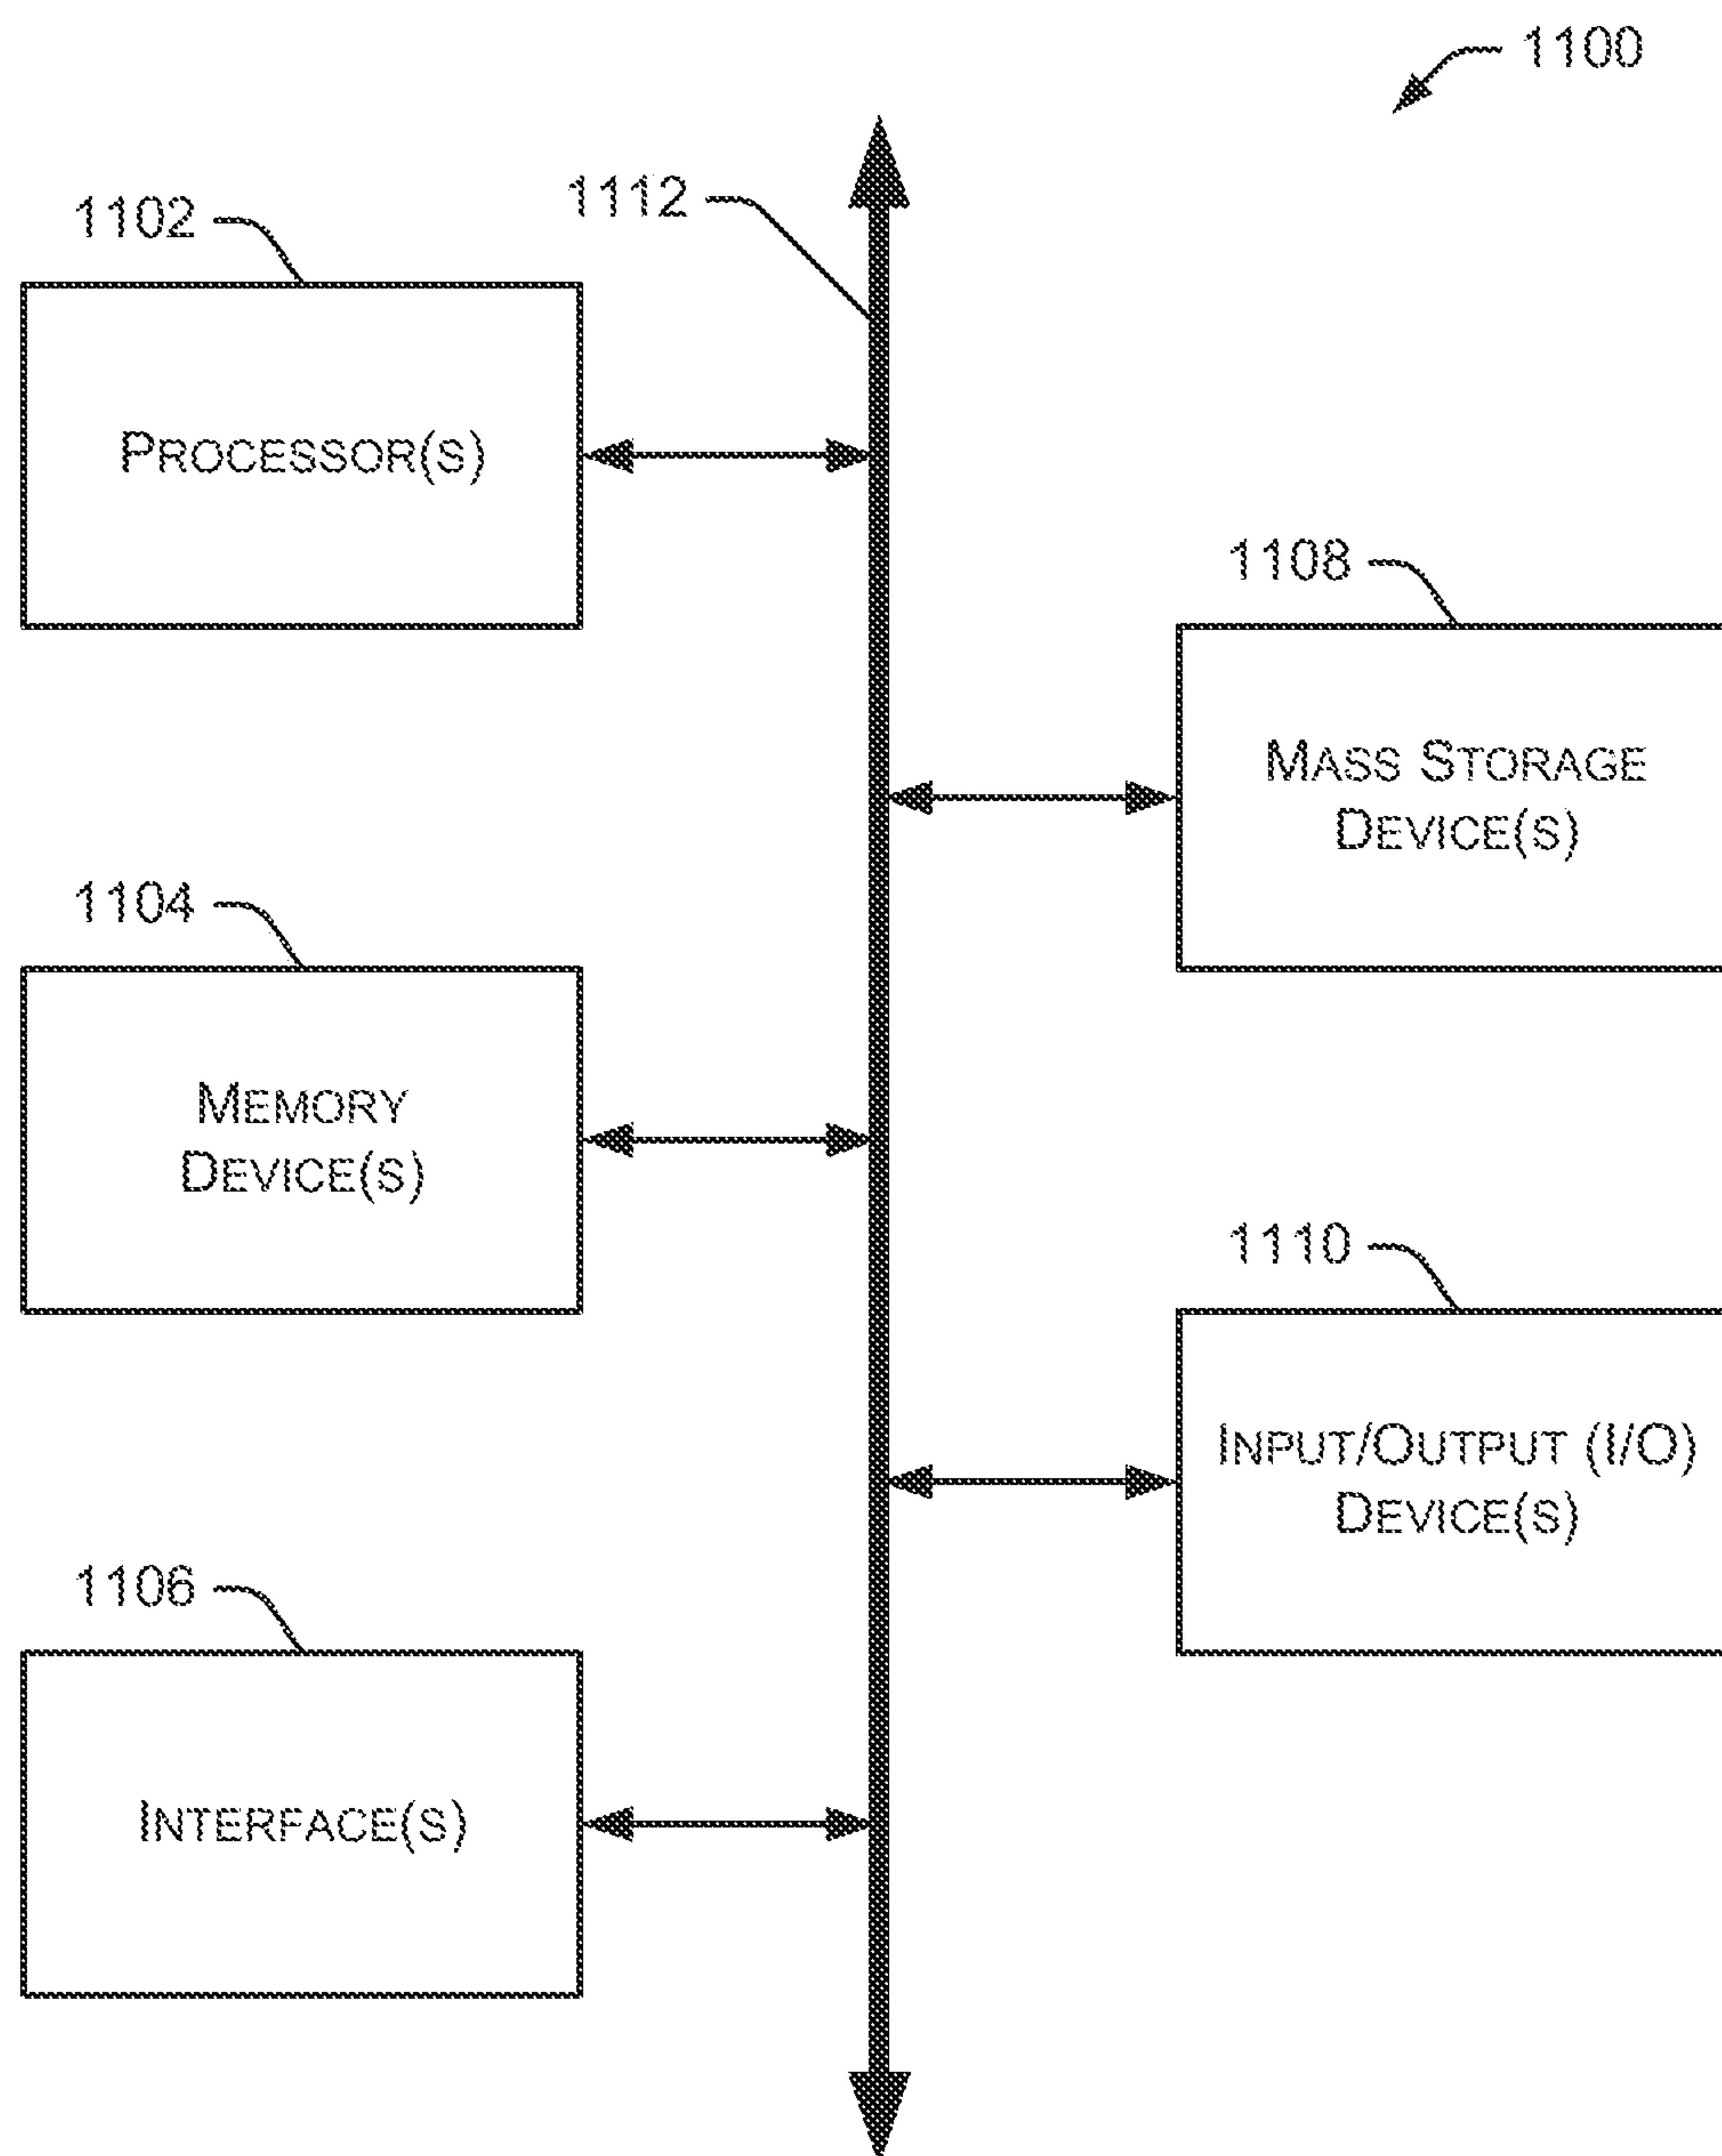 1100
1112
1102
PROCESSOR(S)
1108
MASS STORAGE
DEVICE(S)
1104
MEMORY
DEVICE(S)
1110
INPUT/OUTPUT (I/O)
DEVICE(S)
1106
INTERFACE(S)